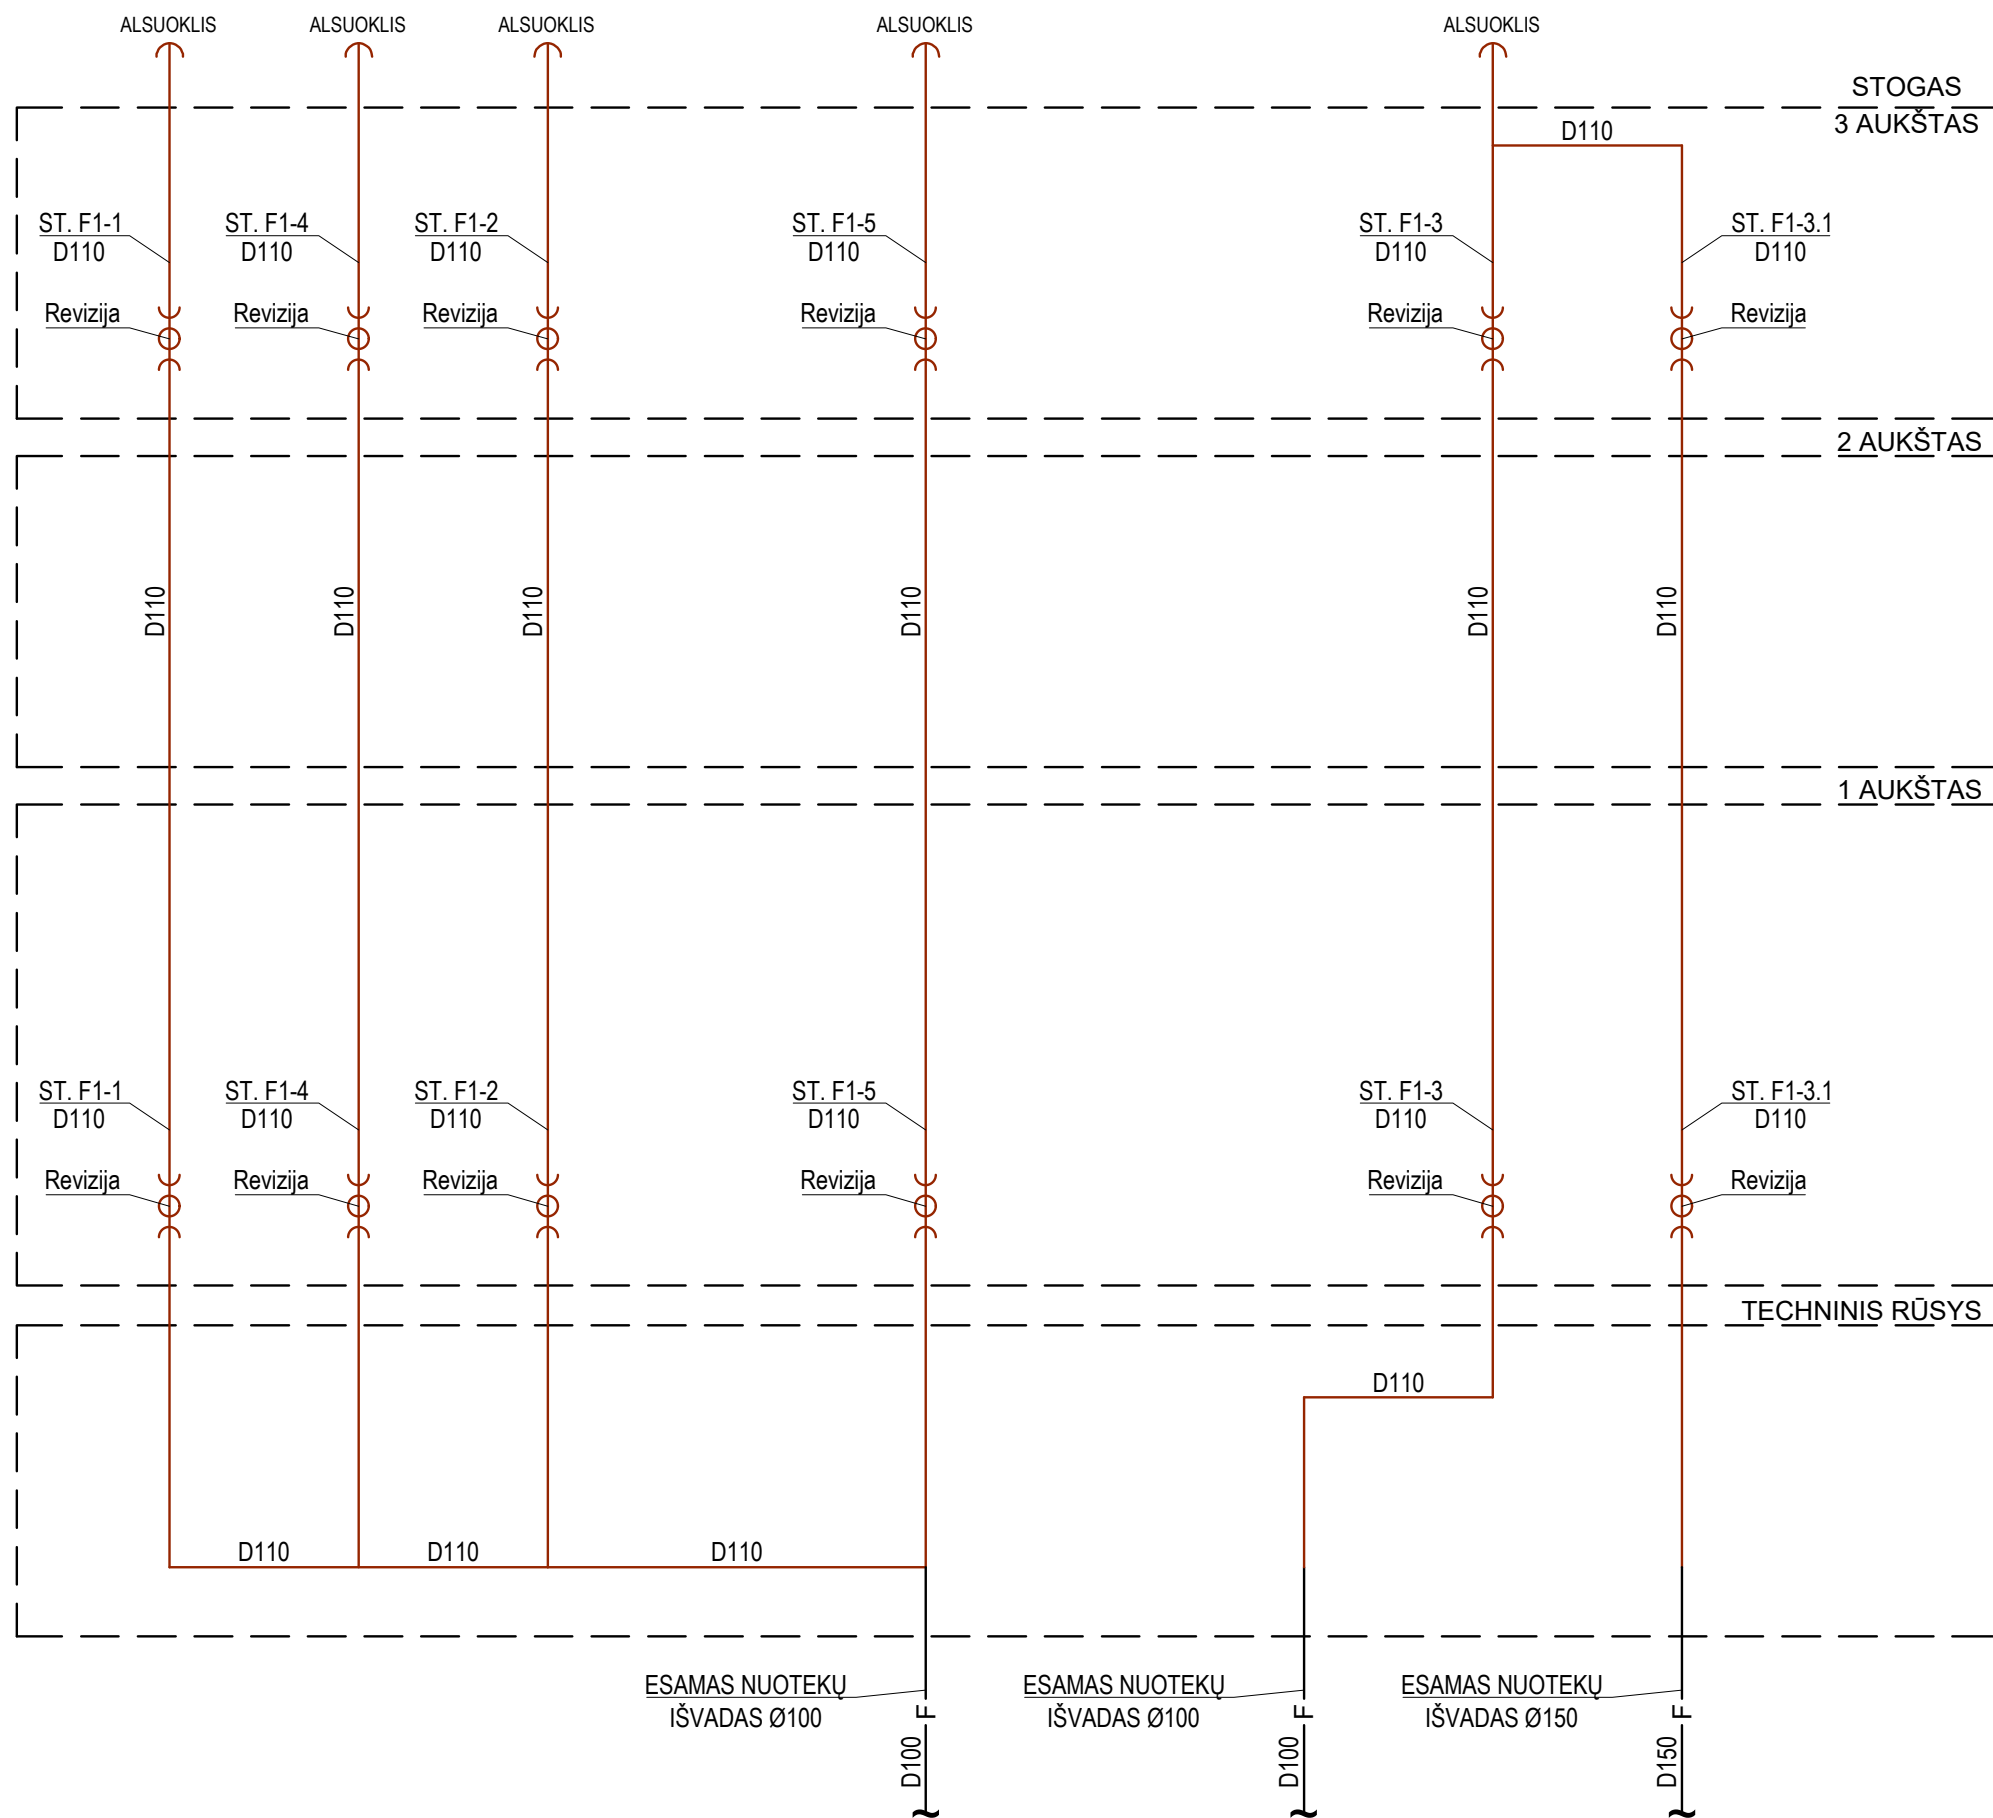 ALSUOKLIS ALSUOKLIS ALSUOKLIS ALSUOKLIS ALSUOKLIS
STOGAS
3 AUKŠTAS
D110
ST. F1-1 ST. F1-4 ST. F1-2 ST. F1-5 ST. F1-3 ST. F1-3.1
D110 D110 D110 D110 D110 D110
Revizija Revizija Revizija Revizija Revizija Revizija
2 AUKŠTAS
D110 D110 D110 D110 D110 D110
1 AUKŠTAS
ST. F1-1 ST. F1-4 ST. F1-2 ST. F1-5 ST. F1-3 ST. F1-3.1
D110 D110 D110 D110 D110 D110
Revizija Revizija Revizija Revizija Revizija Revizija
TECHNINIS RŪSYS
D110
D110 D110 D110
ESAMAS NUOTEKŲ ESAMAS NUOTEKŲ ESAMAS NUOTEKŲ
IŠVADAS Ø100 IŠVADAS Ø100 IŠVADAS Ø150
F F F
D100 D100 D150